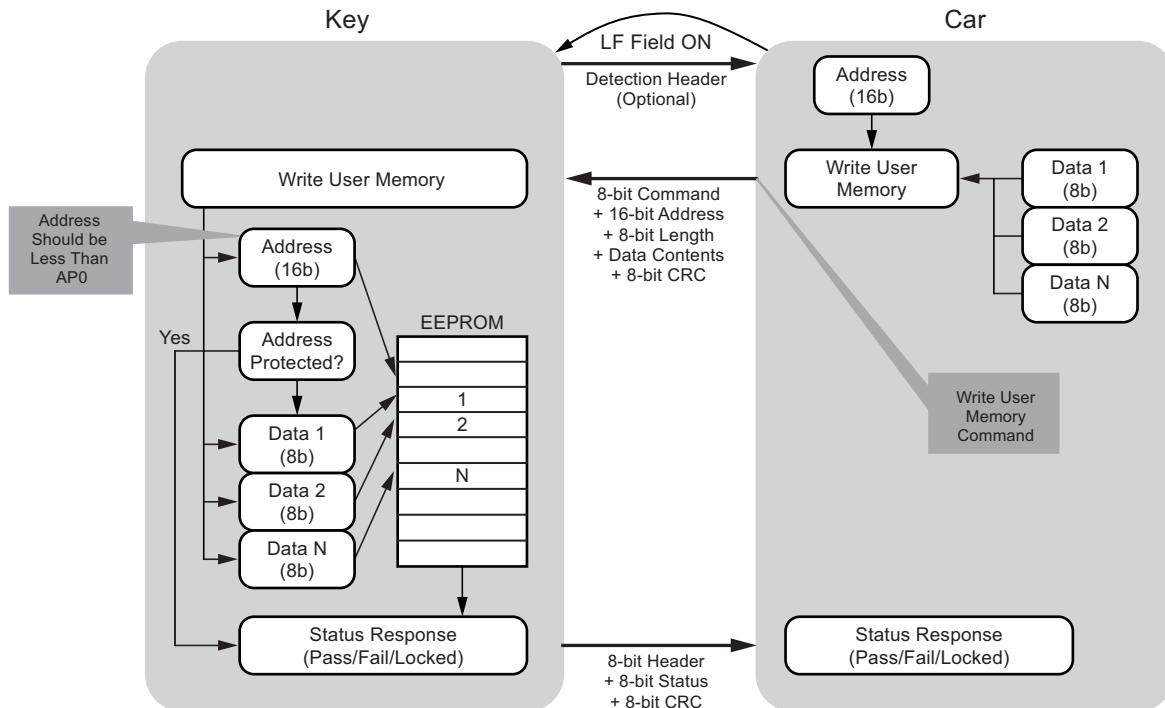 Key
Car
LF Field ON
Detection Header
(Optional)
Address
(16b)
Write User Memory
Write User
Memory
Data 1
(8b)
Data 2
(8b)
Data N
(8b)
8-bit Command
+ 16-bit Address
+ 8-bit Length
+ Data Contents
+ 8-bit CRC
Address
Should be
Less Than
AP0
Address
(16b)
EEPROM
Yes
Address
Protected?
1
2
N
Data 1
(8b)
Data 2
(8b)
Data N
(8b)
Write User
Memory
Command
Status Response
(Pass/Fail/Locked)
8-bit Header
+ 8-bit Status
+ 8-bit CRC
Status Response
(Pass/Fail/Locked)